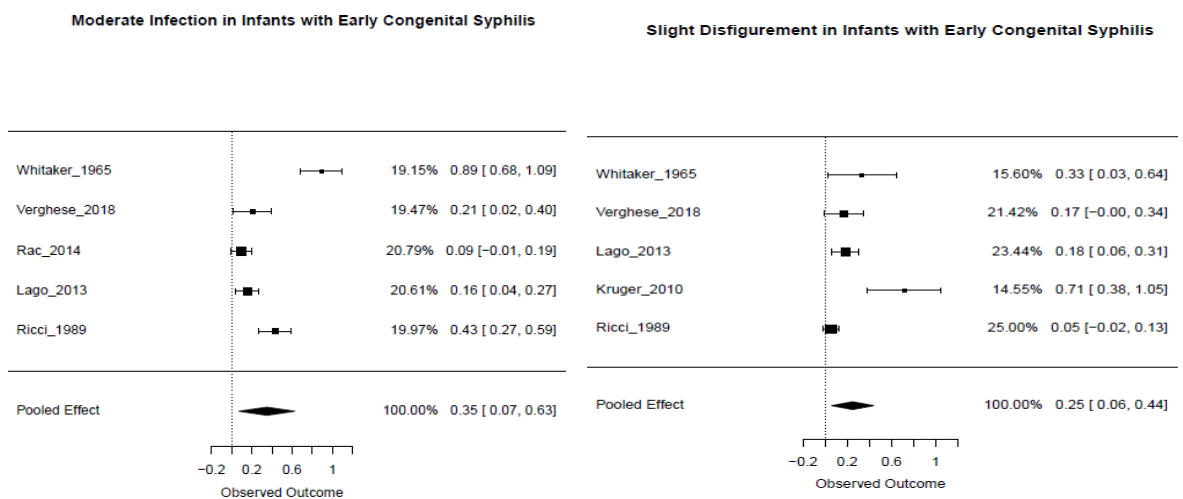 Moderate Infection in Infants with Early Congenital Syphilis
Whitaker_1965 19.15% 0.89 [ 0.68, 1.09]
Verghese_2018 19.47% 0.21 [ 0.02, 0.40]
Rac_2014 20.79% 0.09 [−0.01, 0.19]
Lago_2013 20.61% 0.16 [ 0.04, 0.27]
Ricci_1989 19.97% 0.43 [ 0.27, 0.59]
Pooled Effect 100.00% 0.35 [ 0.07, 0.63]
−0.2 0.2 0.6 1
Observed Outcome
Slight Disfigurement in Infants with Early Congenital Syphilis
Whitaker_1965 15.60% 0.33 [ 0.03, 0.64]
Verghese_2018 21.42% 0.17 [-0.00, 0.34]
Lago_2013 23.44% 0.18 [ 0.06, 0.31]
Kruger_2010 14.55% 0.71 [ 0.38, 1.05]
Ricci_1989 25.00% 0.05 [−0.02, 0.13]
Pooled Effect 100.00% 0.25 [ 0.06, 0.44]
−0.2 0.2 0.6 1
Observed Outcome